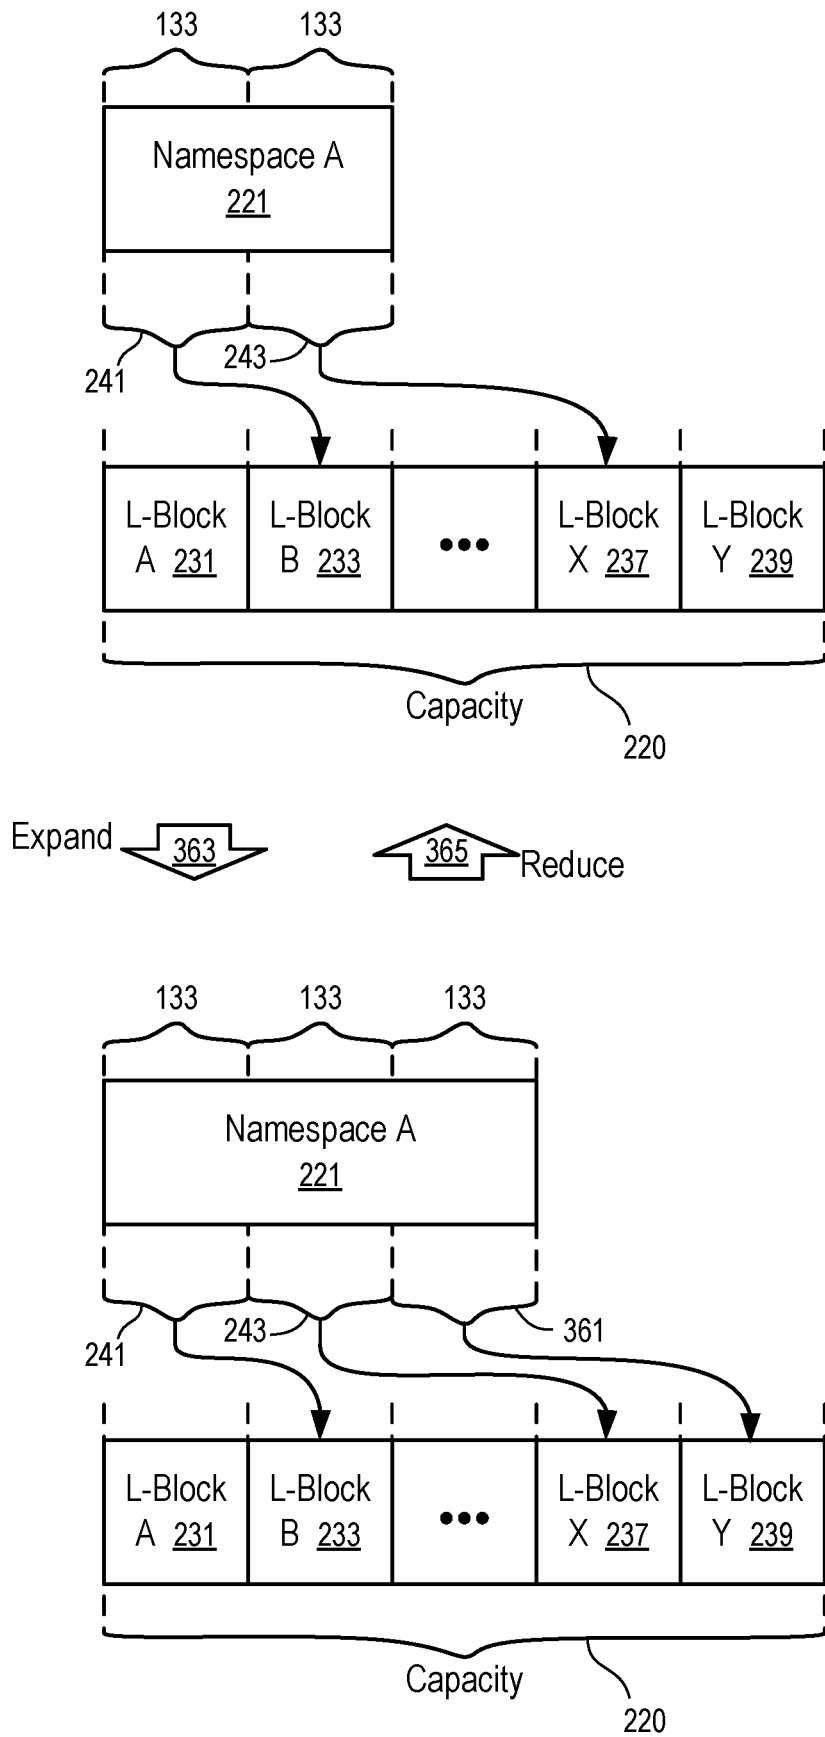 133 133
Namespace A
221
241 243
L-Block L-Block L-Block L-Block
A 231 B 233 ●●● X 237 Y 239
Capacity
220
Expand 363 365 Reduce
133 133 133
Namespace A
221
241 243 361
L-Block L-Block L-Block L-Block
A 231 B 233 ●●● X 237 Y 239
Capacity
220